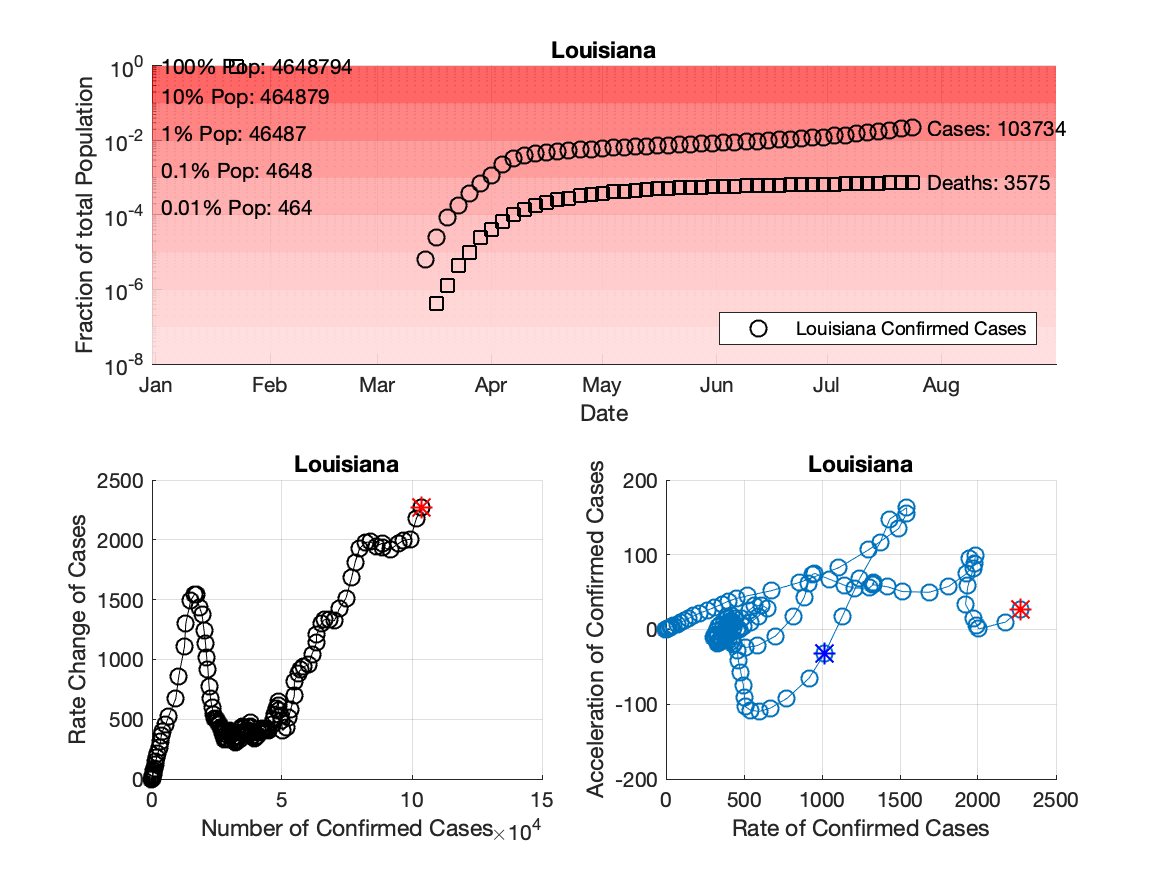 Louisiana
Fraction of total Population
10^0
10^-2
10^-4
10^-6
10^-8
100% Pop: 4648794
10% Pop: 464879
1% Pop: 46487
0.1% Pop: 4648
0.01% Pop: 464
Cases: 103734
Deaths: 3575
Louisiana Confirmed Cases
Jan Feb Mar Apr May Jun Jul Aug
Date
Louisiana
Rate Change of Cases
2500
2000
1500
1000
500
0
0 5 10 15
Number of Confirmed Cases ×10^4
Louisiana
Acceleration of Confirmed Cases
200
100
0
-100
-200
0 500 1000 1500 2000 2500
Rate of Confirmed Cases